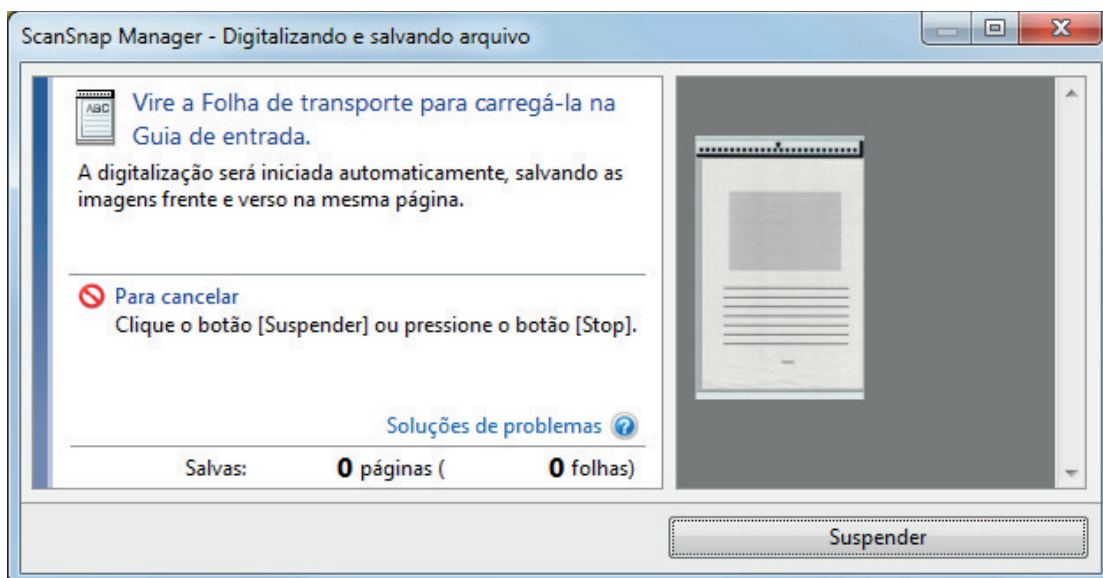 ScanSnap Manager - Digitalizando e salvando arquivo
ABC
Vire a Folha de transporte para carregá-la na
Guia de entrada.
A digitalização será iniciada automaticamente, salvando as
imagens frente e verso na mesma página.
Para cancelar
Clique o botão [Suspender] ou pressione o botão [Stop].
Soluções de problemas
Salvas: 0 páginas ( 0 folhas)
Suspender